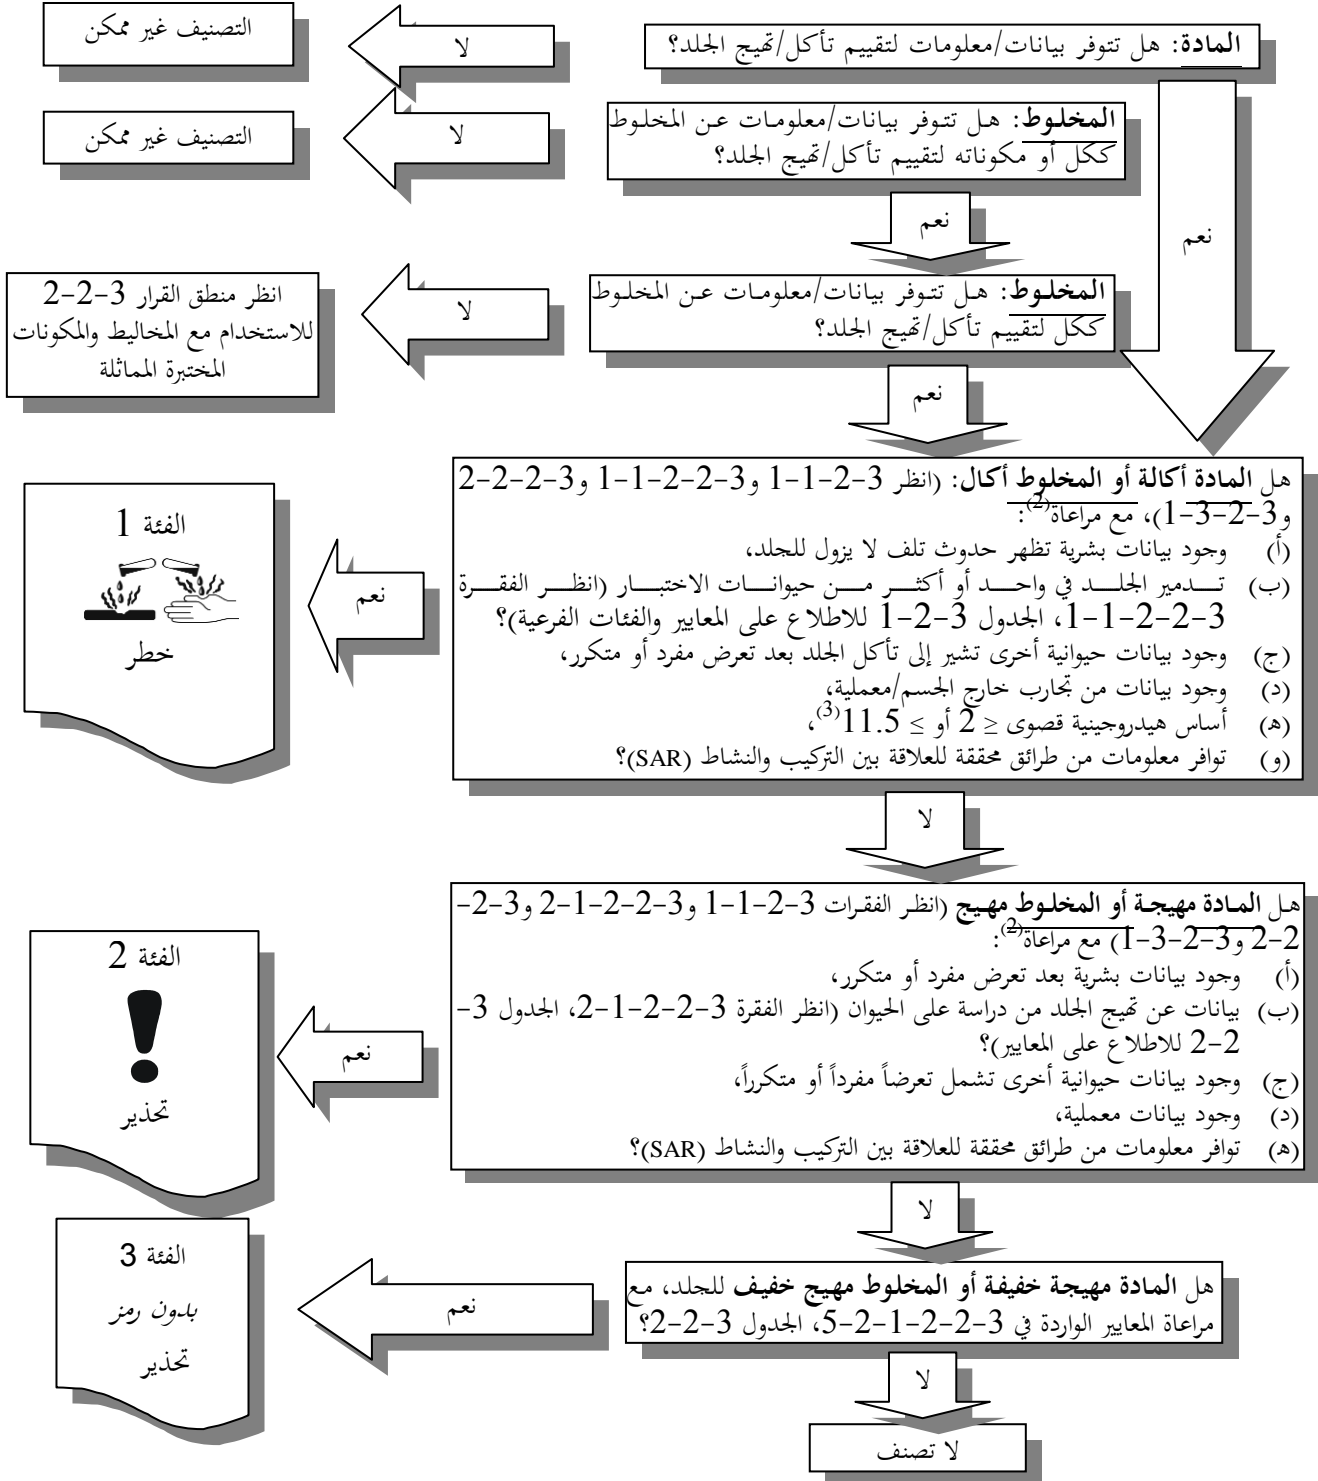 المادة: هل تتوفر بيانات/معلومات لتقييم تأكل/تهيج الجلد؟
لا
التصنيف غير ممكن
المخلوط: هل تتوفر بيانات/معلومات عن المخلوط
ككل أو مكوناته لتقييم تأكل/تهيج الجلد؟
لا
التصنيف غير ممكن
نعم
نعم
المخلوط: هل تتوفر بيانات/معلومات عن المخلوط
ككل لتقييم تأكل/تهيج الجلد؟
لا
انظر منطق القرار 3-2-2
للاستخدام مع المخاليط والمكونات
المختبرة المماثلة
نعم
هل المادة أكالة أو المخلوط أكال: (انظر 3-2-1-1 و3-2-2-1-1 و3-2-2-2
و3-2-3-1)، مع مراعاة(2):
(أ) وجود بيانات بشرية تظهر حدوث تلف لا يزول للجلد،
(ب) تدمير الجلد في واحد أو أكثر من حيوانات الاختبار (انظر الفقرة
3-2-2-1-1، الجدول 3-2-1 للاطلاع على المعايير والفئات الفرعية)؟
(ج) وجود بيانات حيوانية أخرى تشير إلى تأكل الجلد بعد تعرض مفرد أو متكرر،
(د) وجود بيانات من تجارب خارج الجسم/معملية،
(ه) أساس هيدروجينية قصوى ≤ 2 أو ≥ 11.5(3)،
(و) توافر معلومات من طرائق محققة للعلاقة بين التركيب والنشاط (SAR)؟
نعم
الفئة 1
خطر
لا
هل المادة مهيجة أو المخلوط مهيج (انظر الفقرات 3-2-1-1 و3-2-2-1-2 و3-2-
2-2 و3-2-3-1) مع مراعاة(2):
(أ) وجود بيانات بشرية بعد تعرض مفرد أو متكرر،
(ب) بيانات عن تهيج الجلد من دراسة على الحيوان (انظر الفقرة 3-2-2-1-2، الجدول 3-
2-2 للاطلاع على المعايير)؟
(ج) وجود بيانات حيوانية أخرى تشمل تعرضاً مفرداً أو متكرراً،
(د) وجود بيانات معملية،
(ه) توافر معلومات من طرائق محققة للعلاقة بين التركيب والنشاط (SAR)؟
نعم
الفئة 2
تحذير
لا
هل المادة مهيجة خفيفة أو المخلوط مهيج خفيف للجلد، مع
مراعاة المعايير الواردة في 3-2-2-1-2-5، الجدول 3-2-2؟
نعم
الفئة 3
بدون رمز
تحذير
لا
لا تصنف